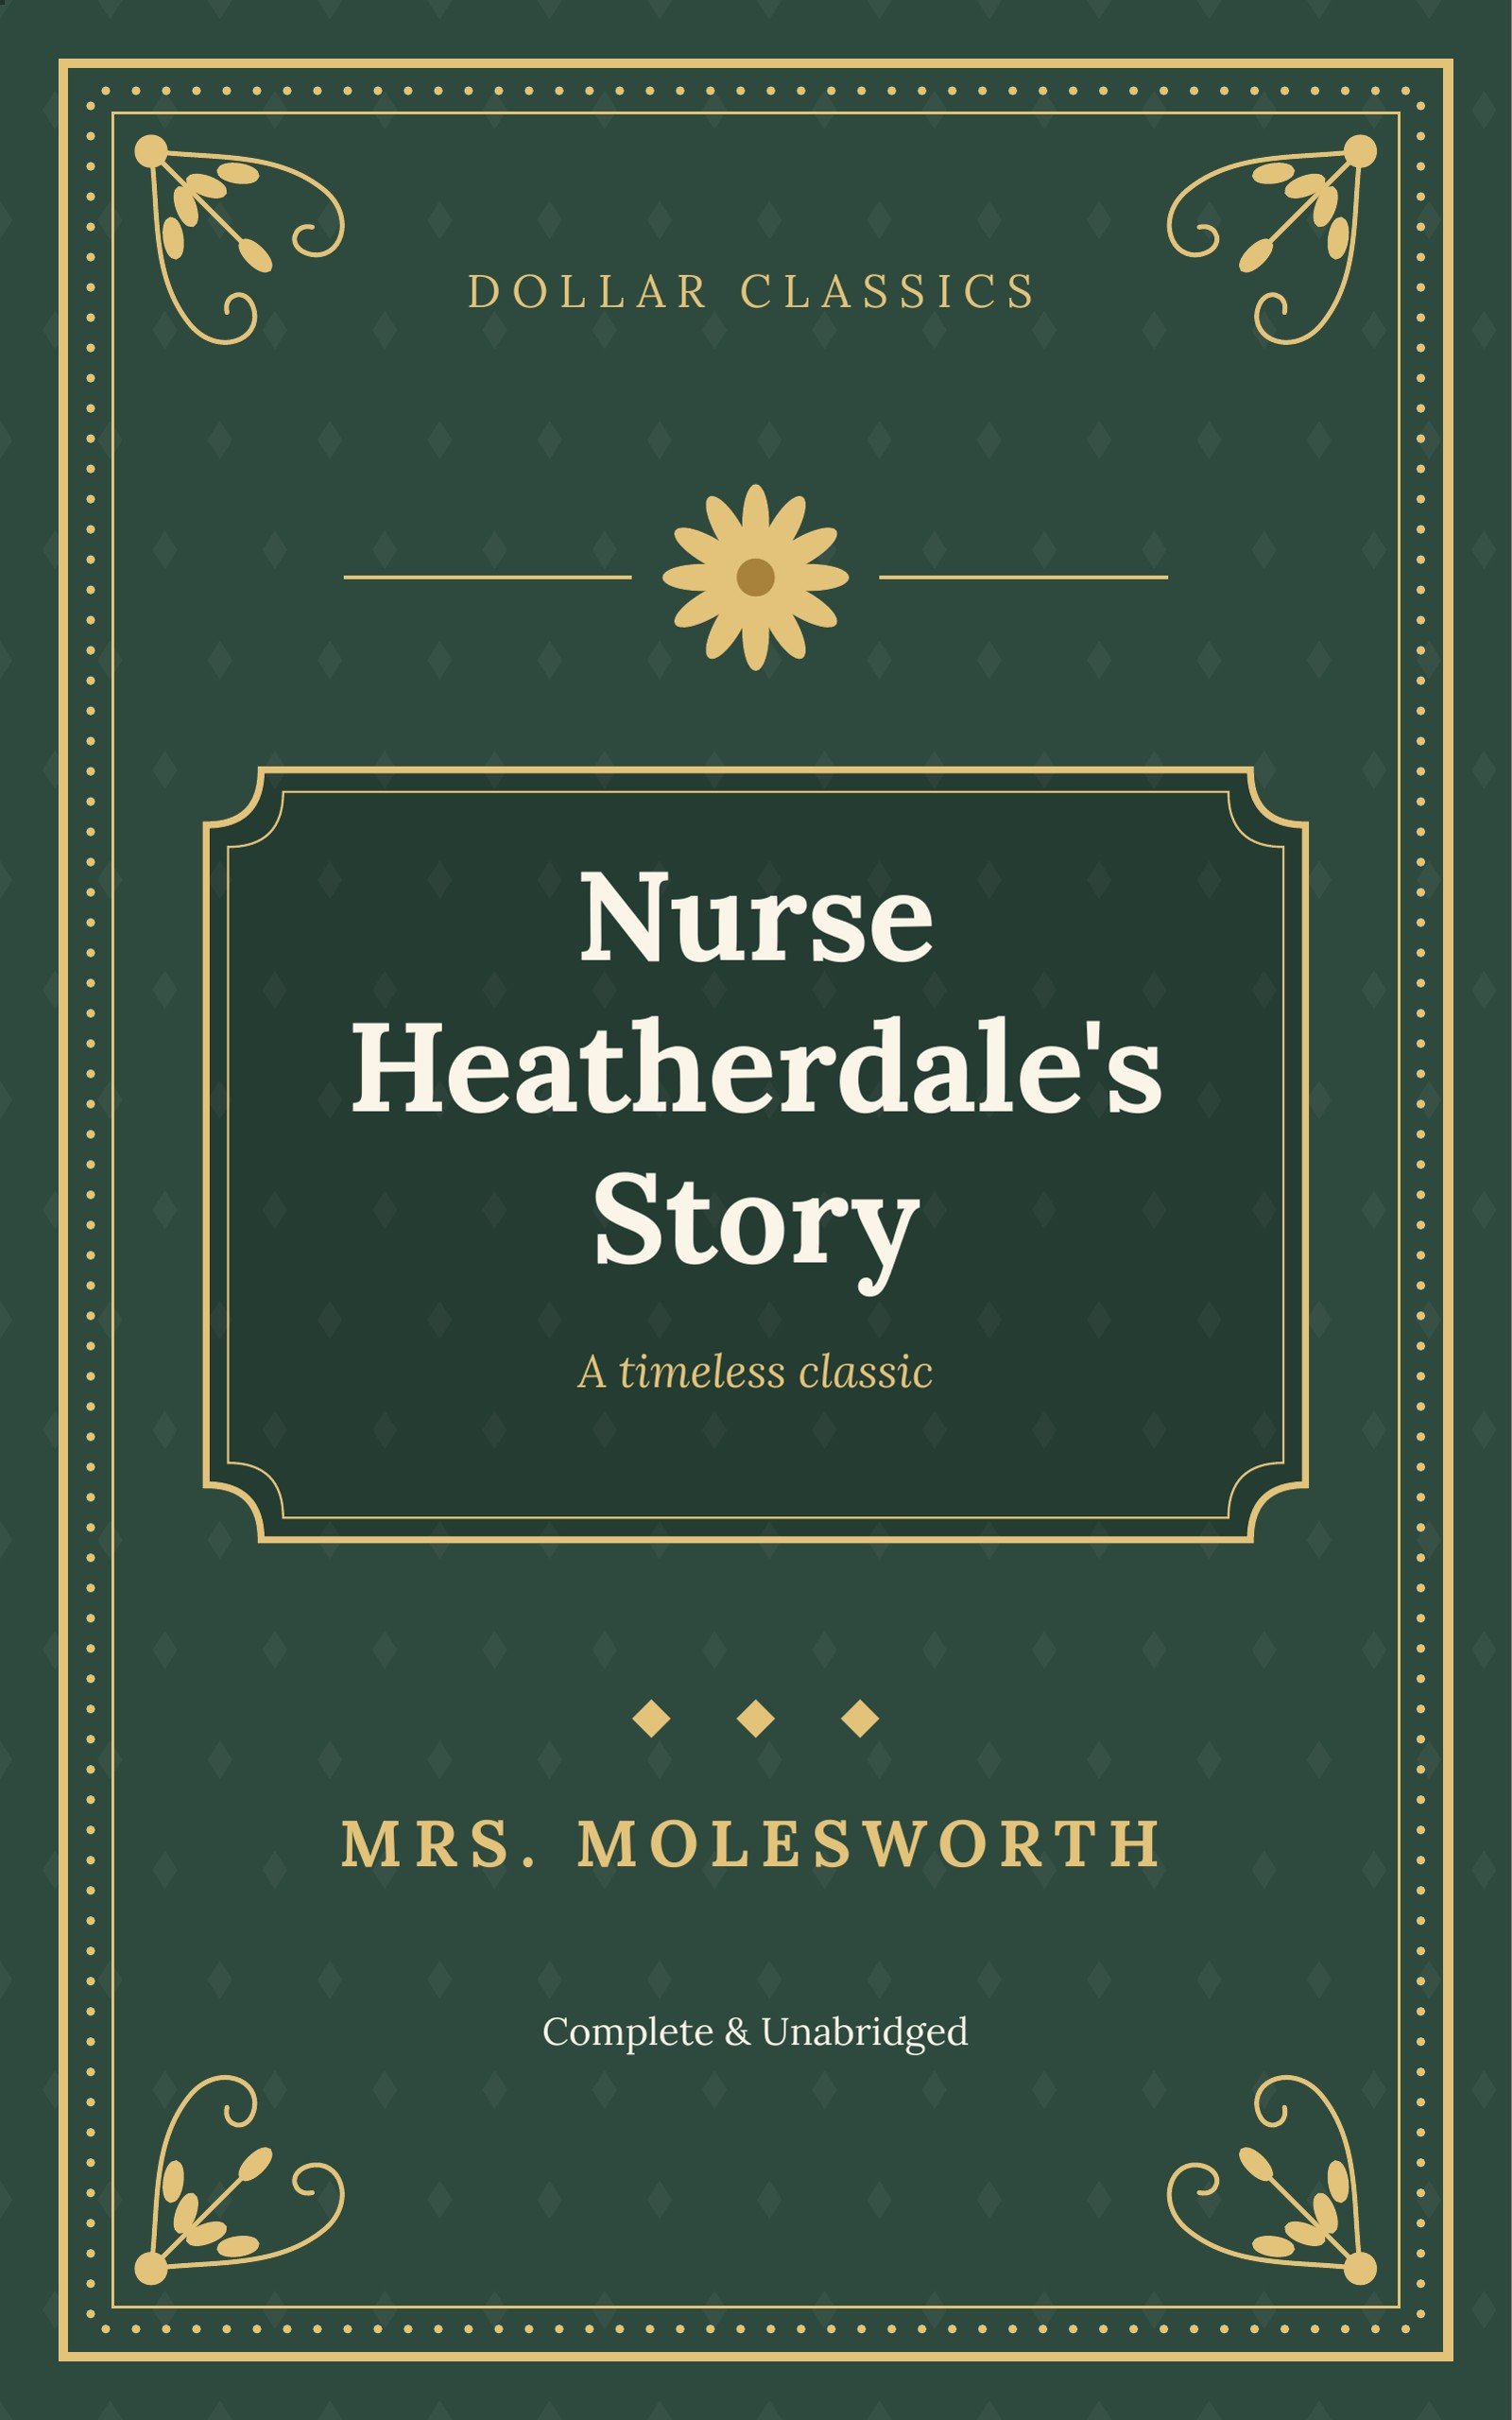 DOLLAR CLASSICS
Nurse
Heatherdale's
Story
A timeless classic
MRS. MOLESWORTH
Complete & Unabridged